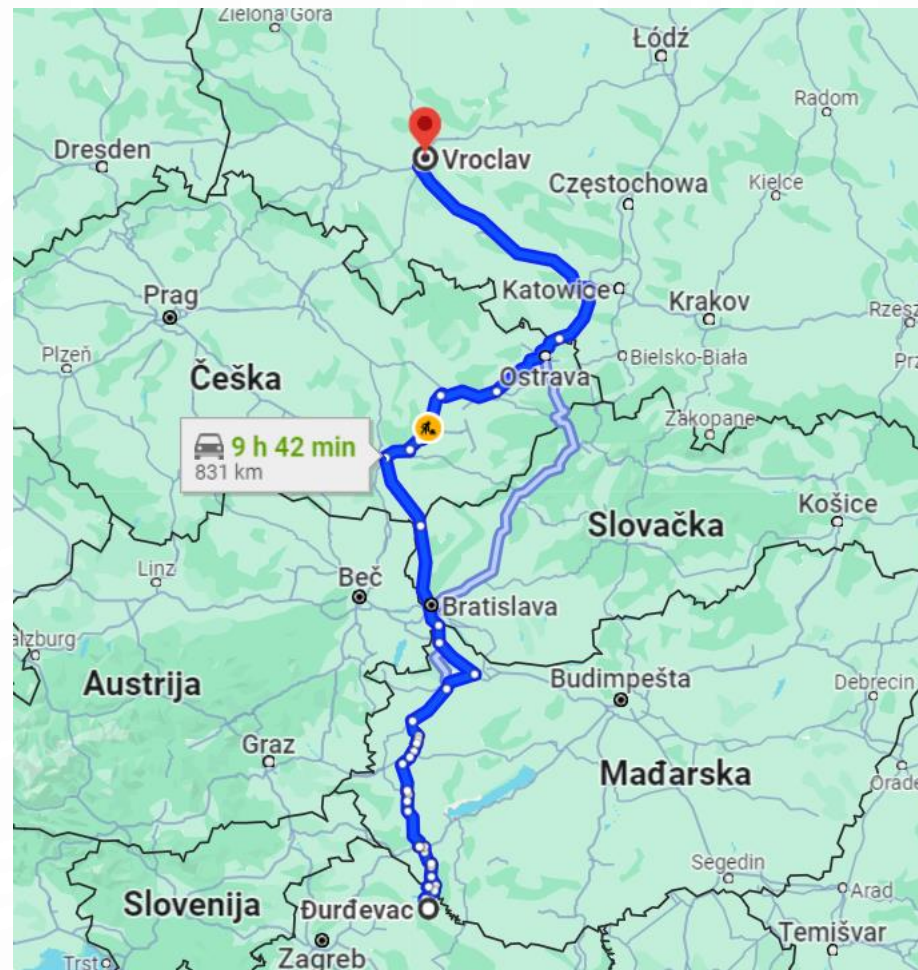 Zielona Góra
Łódź
Radom
Dresden
Vroclav
Częstochowa
Kielce
Prag
Katowice
Krakov
Rzesz
Plzeň
Češka
Ostrava
Bielsko-Biała
Prz
9 h 42 min
831 km
Zakopane
Košice
Slovačka
Linz
Beč
Bratislava
alzburg
Austrija
Budimpešta
Debrecin
Graz
Mađarska
Orade
Segedin
Arad
Slovenija
Đurđevac
Temišvar
Trst
Zagreb